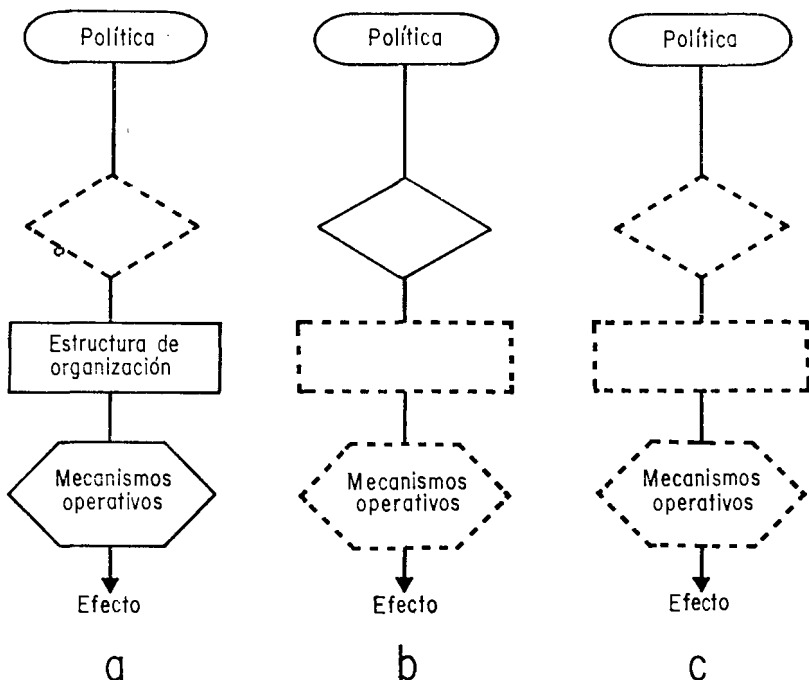 Política
Política
Política
Estructura de
organización
Mecanismos
operativos
Mecanismos
operativos
Mecanismos
operativos
Efecto
Efecto
Efecto
a
b
c